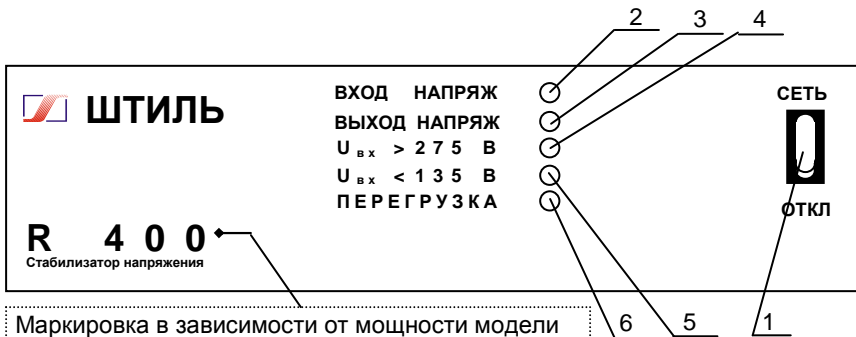 2 3 4
ШТИЛЬ
ВХОД НАПРЯЖ
ВЫХОД НАПРЯЖ
Uвх > 275 В
Uвх < 135 В
ПЕРЕГРУЗКА
СЕТЬ
ОТКЛ
R 400
Стабилизатор напряжения
Маркировка в зависимости от мощности модели
6 5 1